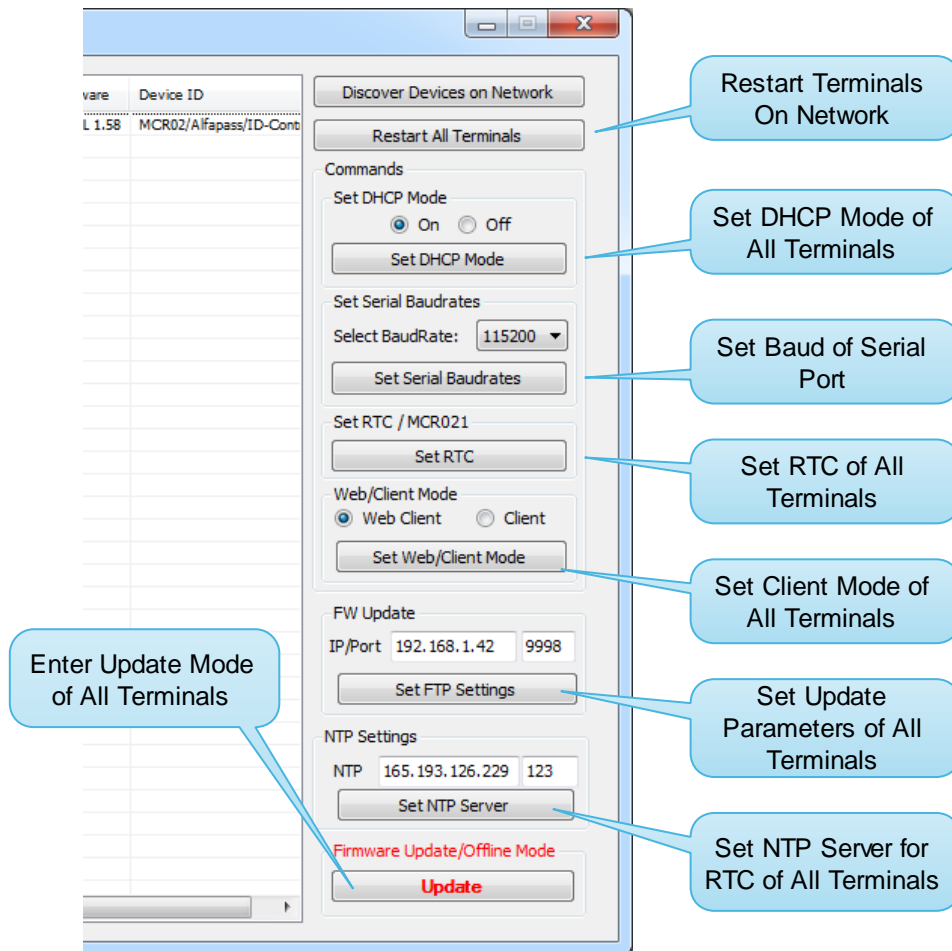 ware Device ID
L 1.58 MCR02/Alfapass/ID-Cont
Discover Devices on Network
Restart All Terminals
Commands
Set DHCP Mode
On Off
Set DHCP Mode
Set Serial Baudrates
Select BaudRate: 115200
Set Serial Baudrates
Set RTC / MCR021
Set RTC
Web/Client Mode
Web Client Client
Set Web/Client Mode
FW Update
IP/Port 192.168.1.42 9998
Set FTP Settings
NTP Settings
NTP 165.193.126.229 123
Set NTP Server
Firmware Update/Offline Mode
Update
Restart Terminals
On Network
Set DHCP Mode of
All Terminals
Set Baud of Serial
Port
Set RTC of All
Terminals
Set Client Mode of
All Terminals
Enter Update Mode
of All Terminals
Set Update
Parameters of All
Terminals
Set NTP Server for
RTC of All Terminals